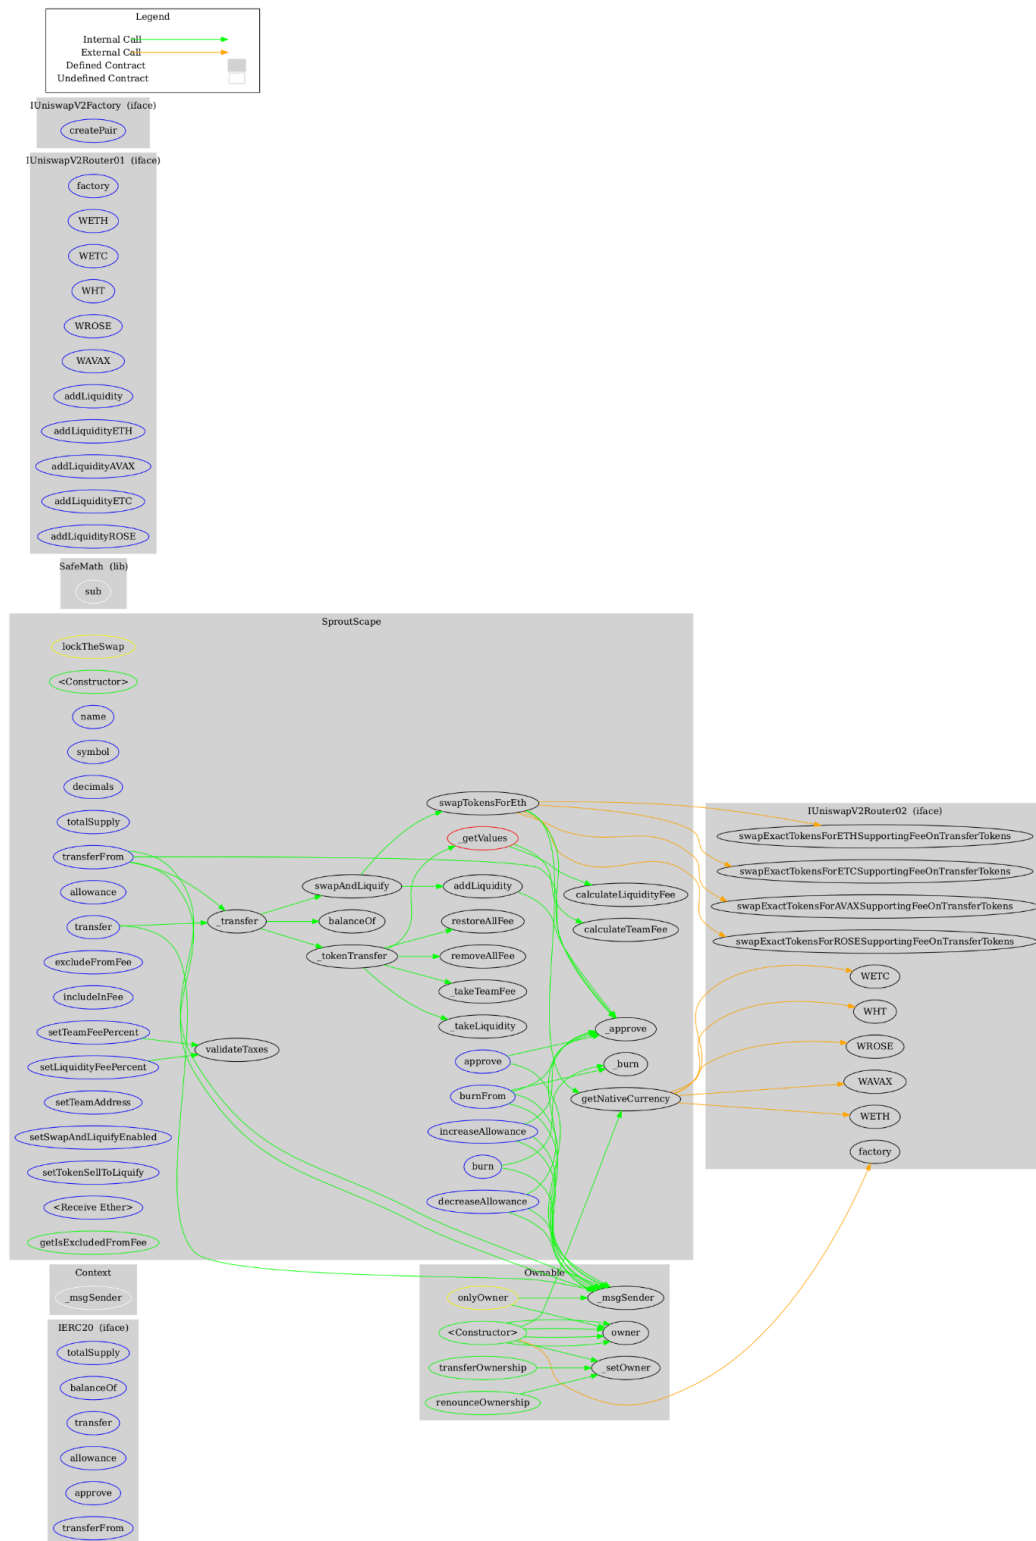 Legend
Internal Call
External Call
Defined Contract
Undefined Contract
IUniswapV2Factory (iface)
createPair
IUniswapV2Router01 (iface)
factory
WETH
WETC
WHT
WROSE
WAVAX
addLiquidity
addLiquidityETH
addLiquidityAVAX
addLiquidityETC
addLiquidityROSE
SafeMath (lib)
sub
SproutScape
lockTheSwap
<Constructor>
name
symbol
decimals
totalSupply
transferFrom
allowance
transfer
excludeFromFee
includeInFee
setTeamFeePercent
setLiquidityFeePercent
setTeamAddress
setSwapAndLiquifyEnabled
setTokenSellToLiquify
<Receive Ether>
getIsExcludedFromFee
_transfer
validateTaxes
swapAndLiquify
balanceOf
_tokenTransfer
swapTokensForEth
_getValues
addLiquidity
restoreAllFee
removeAllFee
_takeTeamFee
_takeLiquidity
approve
burnFrom
increaseAllowance
burn
decreaseAllowance
calculateLiquidityFee
calculateTeamFee
_approve
_burn
getNativeCurrency
IUniswapV2Router02 (iface)
swapExactTokensForETHSupportingFeeOnTransferTokens
swapExactTokensForETCSupportingFeeOnTransferTokens
swapExactTokensForAVAXSupportingFeeOnTransferTokens
swapExactTokensForROSESupportingFeeOnTransferTokens
WETC
WHT
WROSE
WAVAX
WETH
factory
Context
_msgSender
Ownable
onlyOwner
<Constructor>
transferOwnership
renounceOwnership
_msgSender
owner
_setOwner
IERC20 (iface)
totalSupply
balanceOf
transfer
allowance
approve
transferFrom